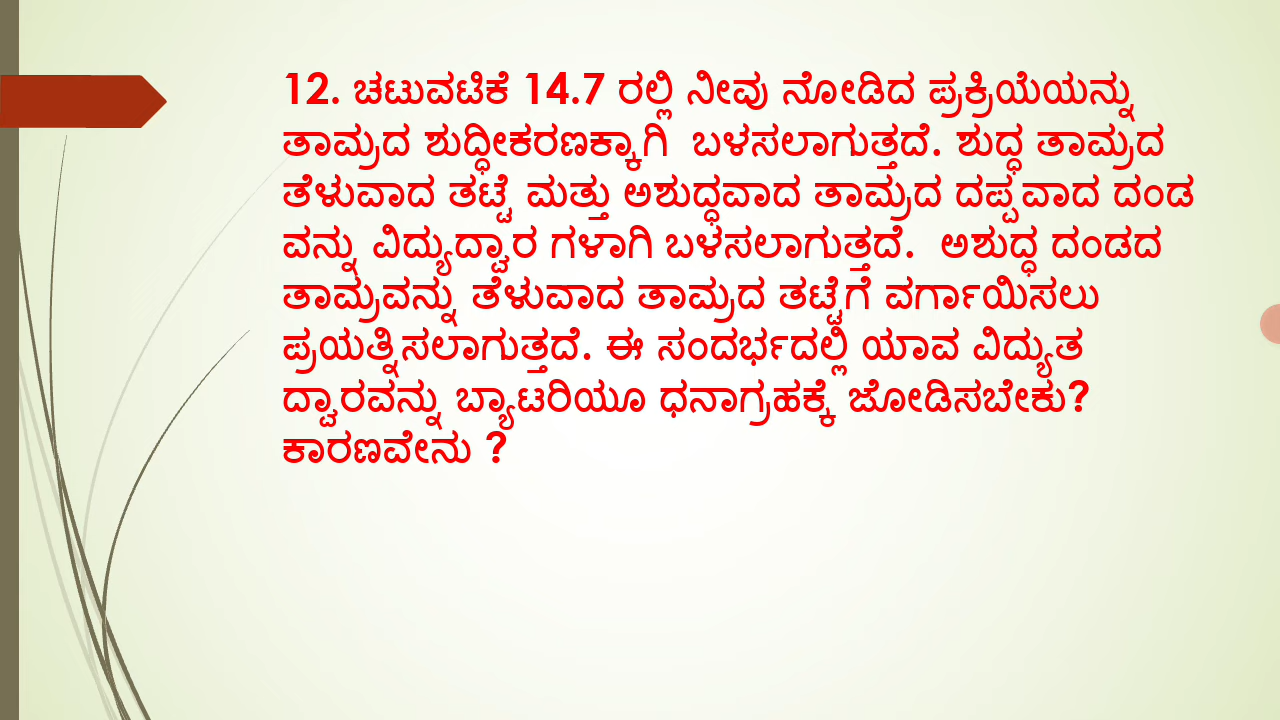 12. ಚಟುವಟಿಕೆ 14.7 ರಲ್ಲಿ ನೀವು ನೋಡಿದ ಪ್ರಕ್ರಿಯೆಯನ್ನು
ತಾಮ್ರದ ಶುದ್ಧೀಕರಣಕ್ಕಾಗಿ ಬಳಸಲಾಗುತ್ತದೆ. ಶುದ್ಧ ತಾಮ್ರದ
ತೆಳುವಾದ ತಟ್ಟೆ ಮತ್ತು ಅಶುದ್ಧವಾದ ತಾಮ್ರದ ದಪ್ಪವಾದ ದಂಡ
ವನ್ನು ವಿದ್ಯುದ್ವಾರ ಗಳಾಗಿ ಬಳಸಲಾಗುತ್ತದೆ. ಅಶುದ್ಧ ದಂಡದ
ತಾಮ್ರವನ್ನು ತೆಳುವಾದ ತಾಮ್ರದ ತಟ್ಟೆಗೆ ವರ್ಗಾಯಿಸಲು
ಪ್ರಯತ್ನಿಸಲಾಗುತ್ತದೆ. ಈ ಸಂದರ್ಭದಲ್ಲಿ ಯಾವ ವಿದ್ಯುತ
ದ್ವಾರವನ್ನು ಬ್ಯಾಟರಿಯೂ ಧನಾಗ್ರಹಕ್ಕೆ ಜೋಡಿಸಬೇಕು?
ಕಾರಣವೇನು ?